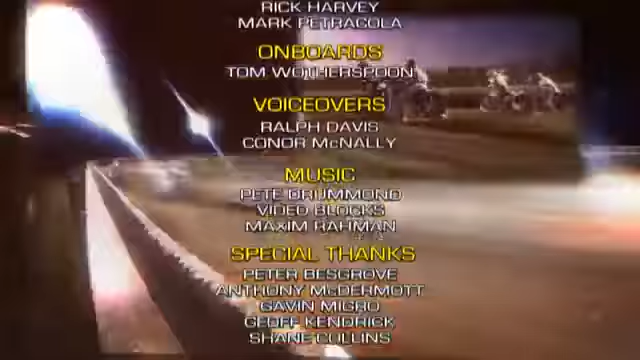 RICK HARVEY
MARK PETRACOLA
ONBOARDS
TOM WOTHERSPOON
VOICEOVERS
RALPH DAVIS
CONOR McNALLY
MUSIC
PETE DRUMMOND
VIDEO BLOCKS
MAXIM RAHMAN
SPECIAL THANKS
PETER BESGROVE
ANTHONY McDERMOTT
GAVIN MIGRO
GEOFF KENDRICK
SHANE COLLINS